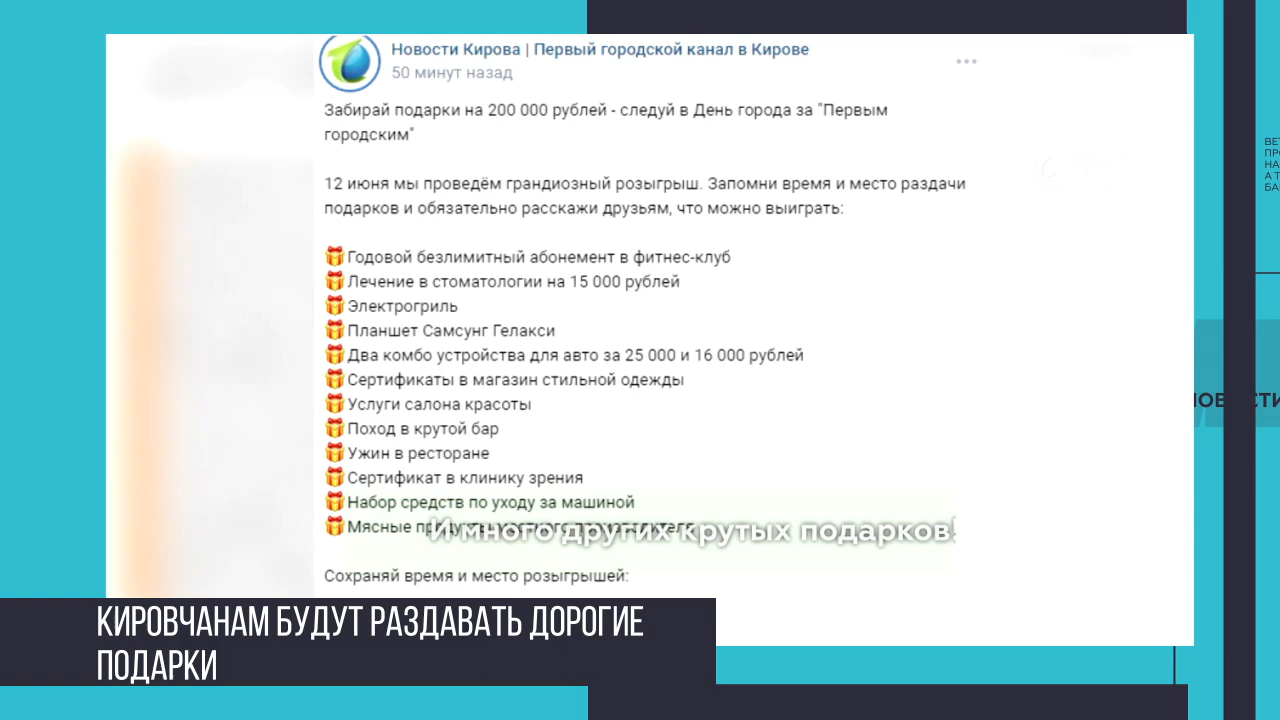 Новости Кирова | Первый городской канал в Кирове
50 минут назад
Забирай подарки на 200 000 рублей - следуй в День города за "Первым
городским"
12 июня мы проведём грандиозный розыгрыш. Запомни время и место раздачи
подарков и обязательно расскажи друзьям, что можно выиграть:
Годовой безлимитный абонемент в фитнес-клуб
Лечение в стоматологии на 15 000 рублей
Электрогриль
Планшет Самсунг Гелакси
Два комбо устройства для авто за 25 000 и 16 000 рублей
Сертификаты в магазин стильной одежды
Услуги салона красоты
Поход в крутой бар
Ужин в ресторане
Сертификат в клинику зрения
Набор средств по уходу за машиной
Мясные продукты местного производителя
И много других крутых подарков!
Сохраняй время и место розыгрышей:
КИРОВЧАНАМ БУДУТ РАЗДАВАТЬ ДОРОГИЕ
ПОДАРКИ